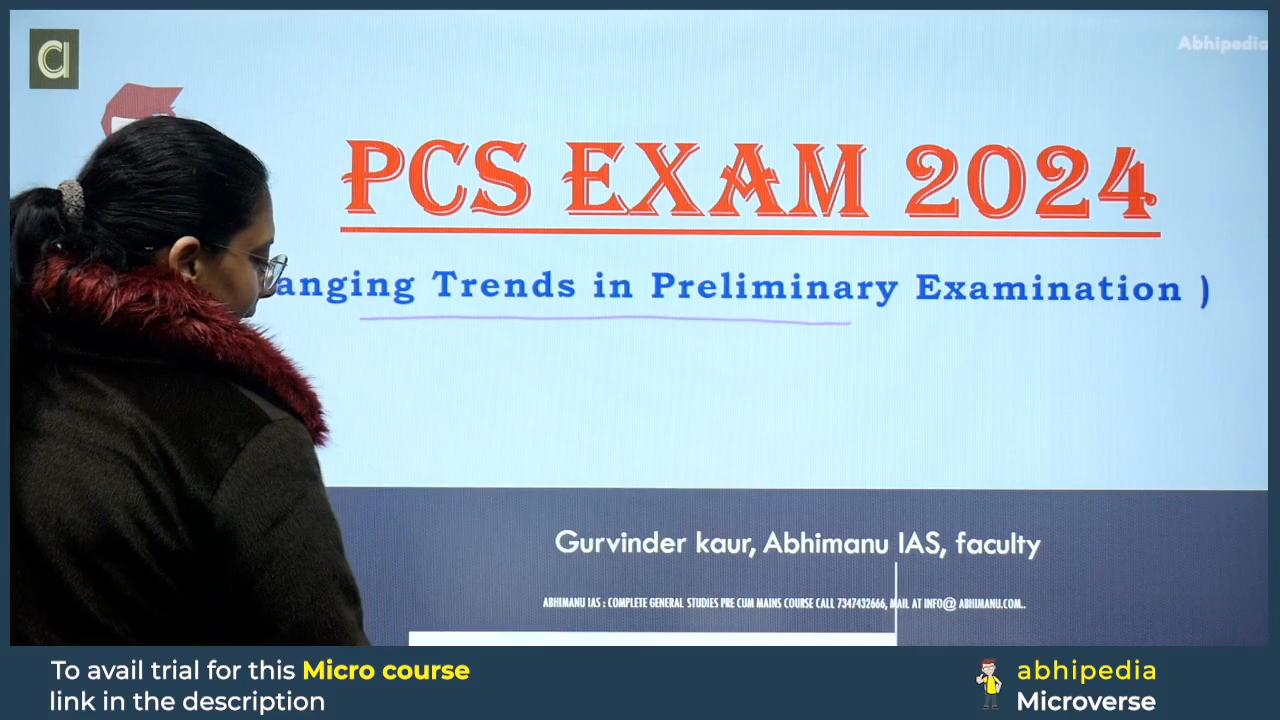 a
Abhipedia
PCS EXAM 2024
anging Trends in Preliminary Examination )
Gurvinder kaur, Abhimanu IAS, faculty
ABHIMANU IAS : COMPLETE GENERAL STUDIES PRE CUM MAINS COURSE CALL 7347432666, MAIL AT INFO@ ABHIMANU.COM..
To avail trial for this Micro course
link in the description
abhipedia
Microverse